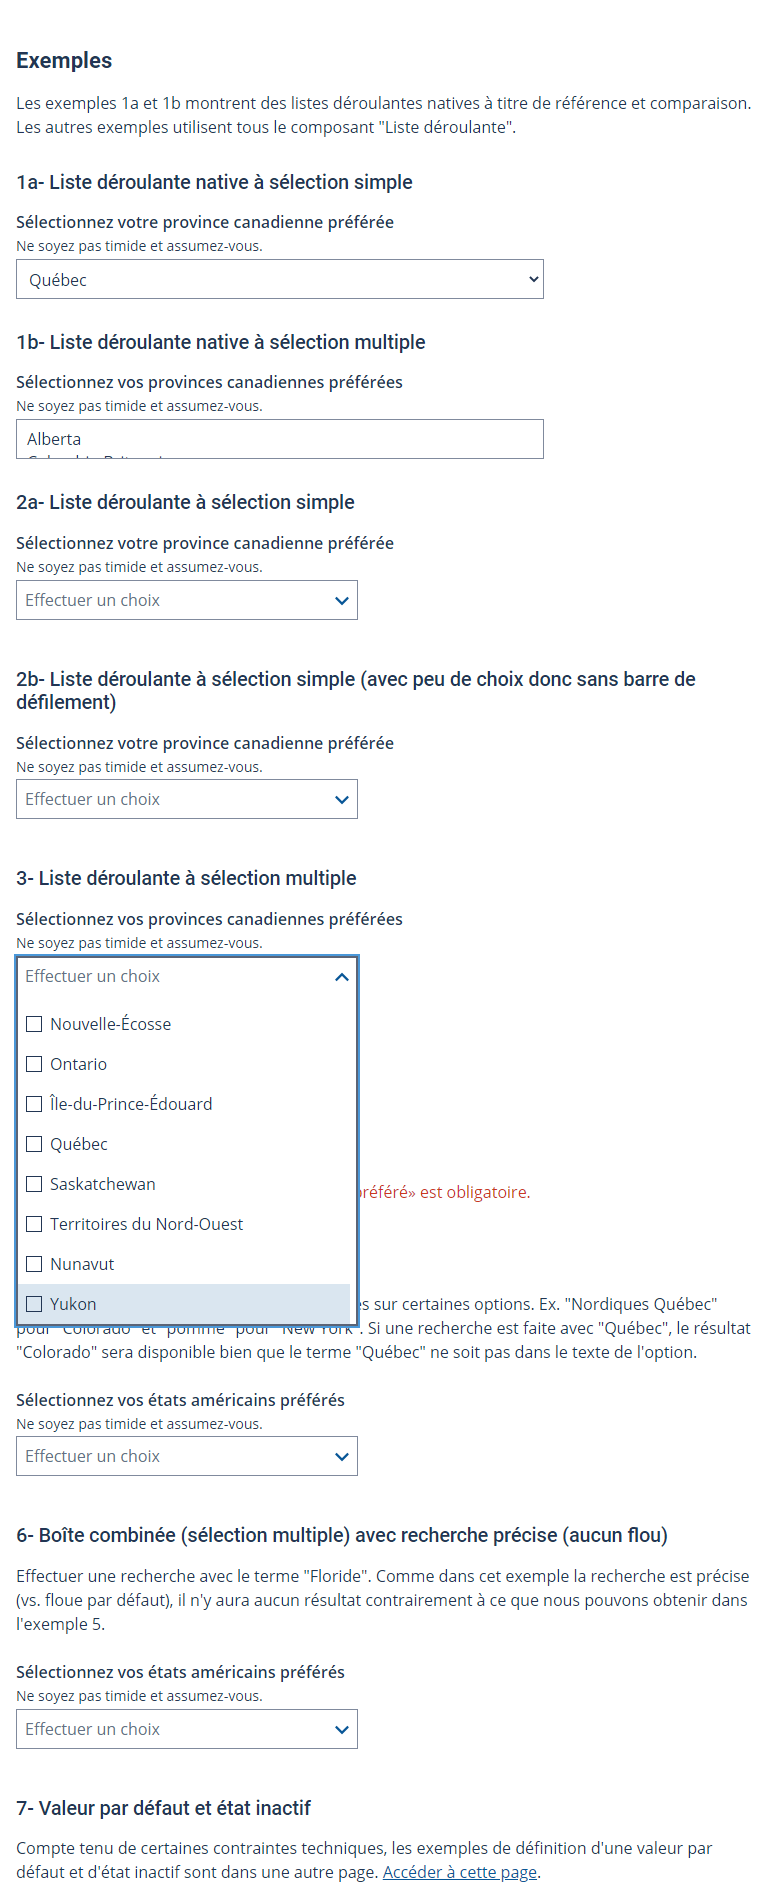 Exemples
Les exemples 1a et 1b montrent des listes déroulantes natives à titre de référence et comparaison.
Les autres exemples utilisent tous le composant "Liste déroulante".
1a- Liste déroulante native à sélection simple
Sélectionnez votre province canadienne préférée
Ne soyez pas timide et assumez-vous.
Québec
1b- Liste déroulante native à sélection multiple
Sélectionnez vos provinces canadiennes préférées
Ne soyez pas timide et assumez-vous.
Alberta
2a- Liste déroulante à sélection simple
Sélectionnez votre province canadienne préférée
Ne soyez pas timide et assumez-vous.
Effectuer un choix
2b- Liste déroulante à sélection simple (avec peu de choix donc sans barre de
défilement)
Sélectionnez votre province canadienne préférée
Ne soyez pas timide et assumez-vous.
Effectuer un choix
3- Liste déroulante à sélection multiple
Sélectionnez vos provinces canadiennes préférées
Ne soyez pas timide et assumez-vous.
Effectuer un choix
Nouvelle-Écosse
Ontario
Île-du-Prince-Édouard
Québec
Saskatchewan
préféré» est obligatoire.
Territoires du Nord-Ouest
Nunavut
Yukon
s sur certaines options. Ex. "Nordiques Québec"
pour "Colorado" et "pomme" pour "New York". Si une recherche est faite avec "Québec", le résultat
"Colorado" sera disponible bien que le terme "Québec" ne soit pas dans le texte de l'option.
Sélectionnez vos états américains préférés
Ne soyez pas timide et assumez-vous.
Effectuer un choix
6- Boîte combinée (sélection multiple) avec recherche précise (aucun flou)
Effectuer une recherche avec le terme "Floride". Comme dans cet exemple la recherche est précise
(vs. floue par défaut), il n'y aura aucun résultat contrairement à ce que nous pouvons obtenir dans
l'exemple 5.
Sélectionnez vos états américains préférés
Ne soyez pas timide et assumez-vous.
Effectuer un choix
7- Valeur par défaut et état inactif
Compte tenu de certaines contraintes techniques, les exemples de définition d'une valeur par
défaut et d'état inactif sont dans une autre page. Accéder à cette page.